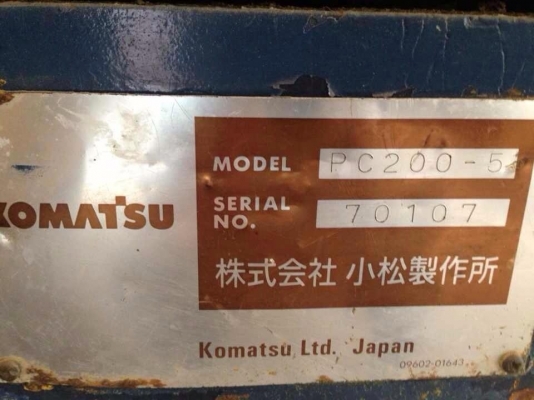 KOMATSU
MODEL PC200-5
SERIAL NO. 70107
株式会社 小松製作所
Komatsu Ltd. Japan
09602-01643